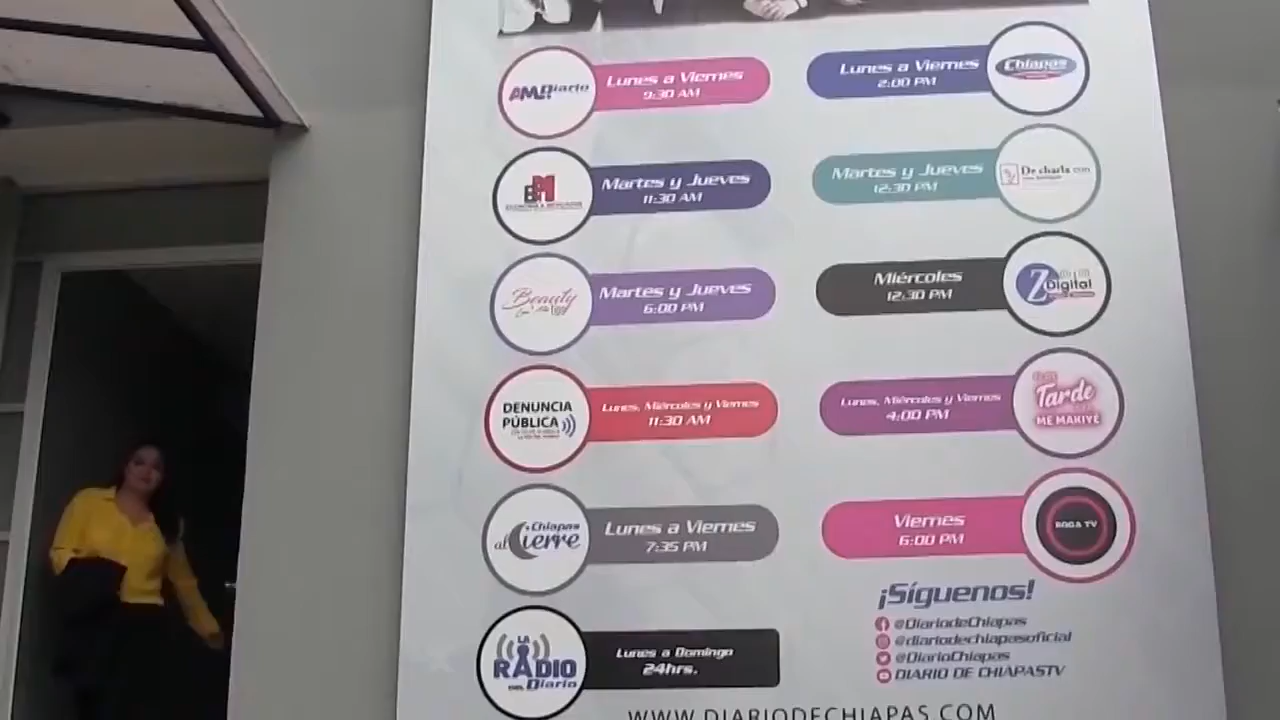 AM Diario
Lunes a Viernes
9:30 AM
Lunes a Viernes
2:00 PM
Chiapas
Martes y Jueves
11:30 AM
Martes y Jueves
12:30 PM
De charla con
Beauty
Martes y Jueves
6:00 PM
Miércoles
12:30 PM
Z Digital
DENUNCIA
PÚBLICA
Lunes, Miércoles y Viernes
11:30 AM
Lunes, Miércoles y Viernes
4:00 PM
Tarde
ME MAKIYÉ
Chiapas
al Cierre
Lunes a Viernes
7:35 PM
Viernes
6:00 PM
BOGA TV
LA
RADIO
DEL Diario
Lunes a Domingo
24hrs.
¡Síguenos!
@DiariodeChiapas
@diariodechiapasoficial
@DiarioChiapas
DIARIO DE CHIAPASTV
WWW.DIARIODECHIAPAS.COM